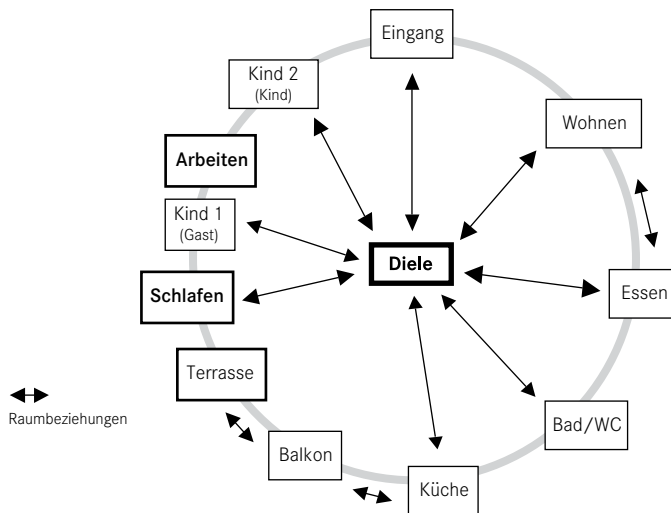 Eingang
Kind 2
(Kind)
Wohnen
Arbeiten
Kind 1
(Gast)
Diele
Schlafen
Essen
Terrasse
Raumbeziehungen
Bad/WC
Balkon
Küche